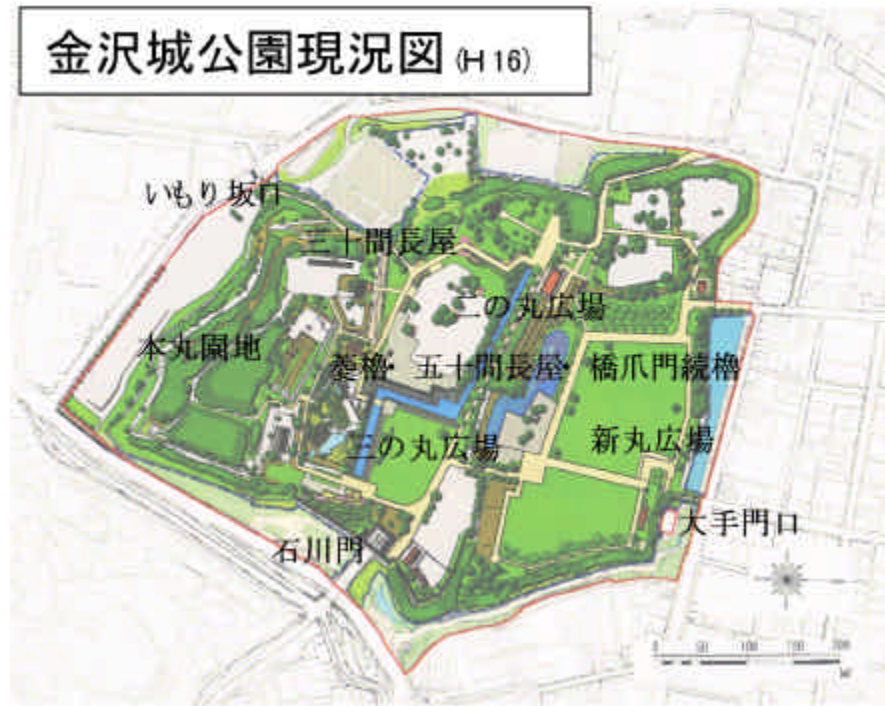 金沢城公園現況図(H16)
いもり坂口
三十間長屋
二の丸広場
本丸園地
菱櫓・五十間長屋・橋爪門続櫓
三の丸広場
新丸広場
大手門口
石川門
0 50 100 150 200
M